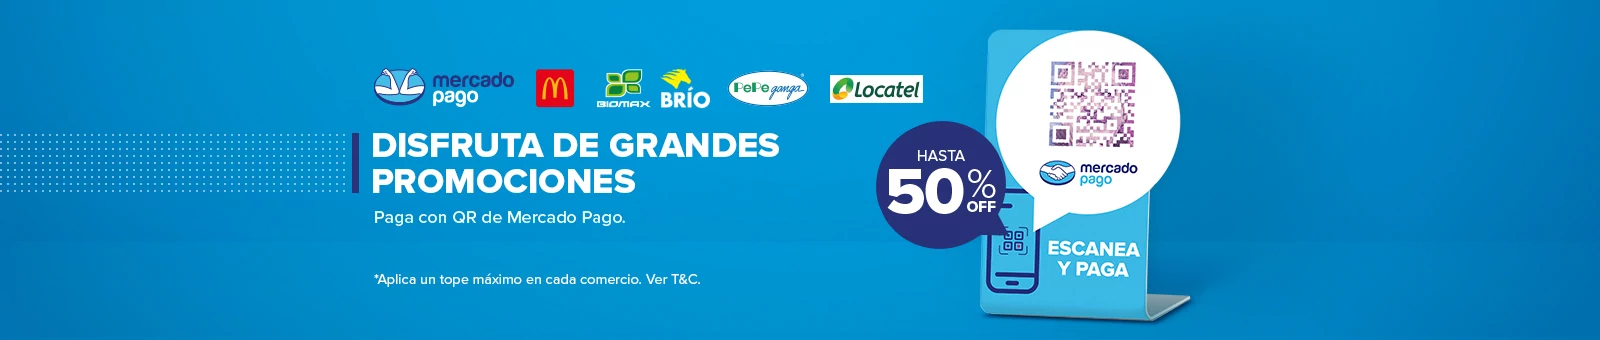 mercado
pago
BIOMAX
BRÍO
PePe ganga
Locatel
DISFRUTA DE GRANDES
PROMOCIONES
Paga con QR de Mercado Pago.
*Aplica un tope máximo en cada comercio. Ver T&C.
HASTA
50%
OFF
mercado
pago
ESCANEA
Y PAGA